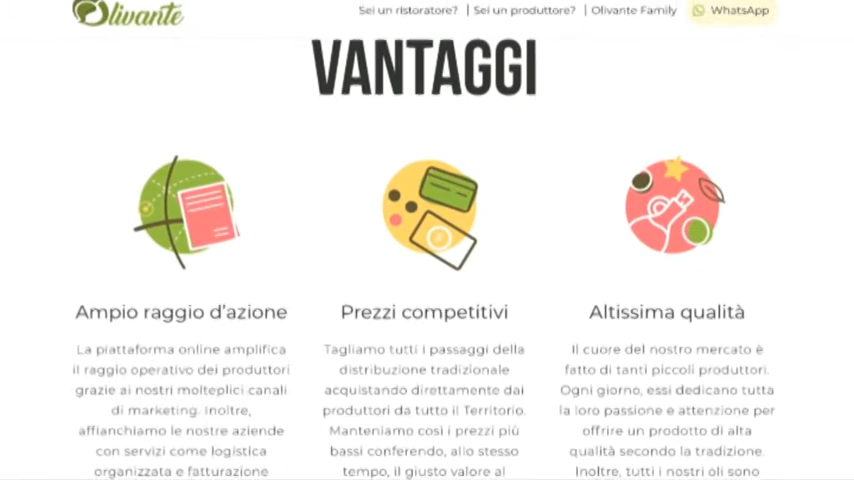 Olivante
Sei un ristoratore? | Sei un produttore? | Olivante Family WhatsApp
VANTAGGI
Ampio raggio d'azione
La piattaforma online amplifica
il raggio operativo dei produttori
grazie ai nostri molteplici canali
di marketing. Inoltre,
affianchiamo le nostre aziende
con servizi come logistica
organizzata e fatturazione
Prezzi competitivi
Tagliamo tutti i passaggi della
distribuzione tradizionale
acquistando direttamente dai
produttori da tutto il Territorio.
Manteniamo così i prezzi più
bassi conferendo, allo stesso
tempo, il giusto valore al
Altissima qualità
Il cuore del nostro mercato è
fatto di tanti piccoli produttori.
Ogni giorno, essi dedicano tutta
la loro passione e attenzione per
offrire un prodotto di alta
qualità secondo la tradizione.
Inoltre, tutti i nostri oli sono